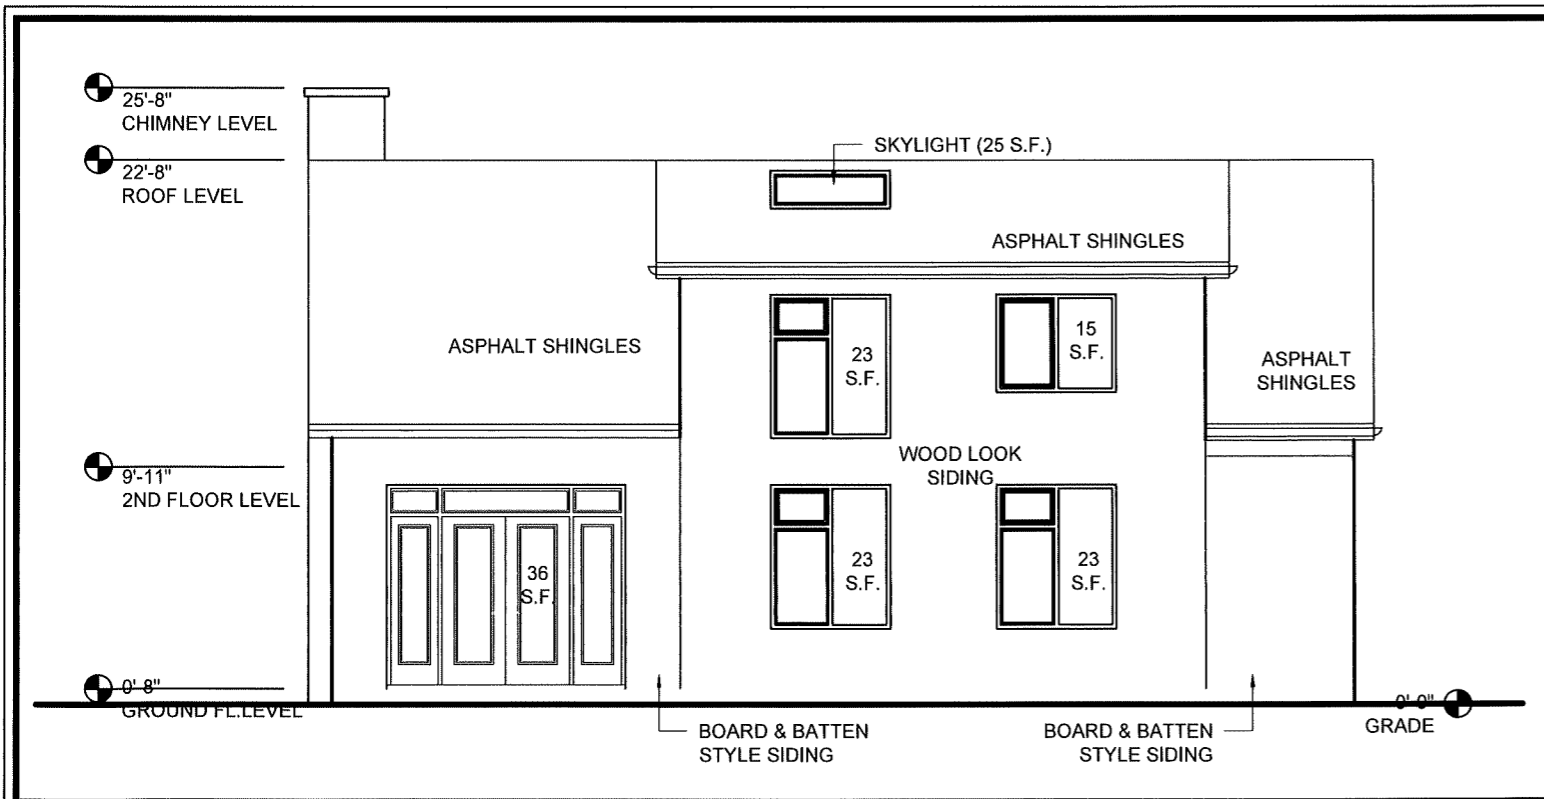 25'-8"
CHIMNEY LEVEL
22'-8"
ROOF LEVEL
SKYLIGHT (25 S.F.)
ASPHALT SHINGLES
ASPHALT SHINGLES
15
S.F.
23
S.F.
ASPHALT
SHINGLES
WOOD LOOK
SIDING
9'-11"
2ND FLOOR LEVEL
36
S.F.
23
S.F.
23
S.F.
0'-8"
GROUND FL.LEVEL
0'-0"
GRADE
BOARD & BATTEN
STYLE SIDING
BOARD & BATTEN
STYLE SIDING